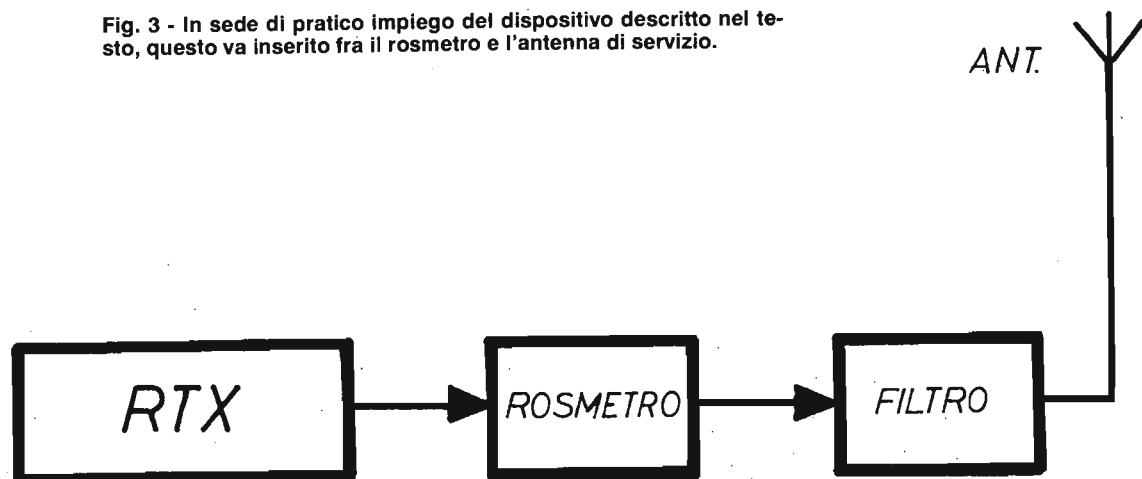 Fig. 3 - In sede di pratico impiego del dispositivo descritto nel te-
sto, questo va inserito fra il rosmetro e l'antenna di servizio.
ANT.
RTX
ROSMETRO
FILTRO